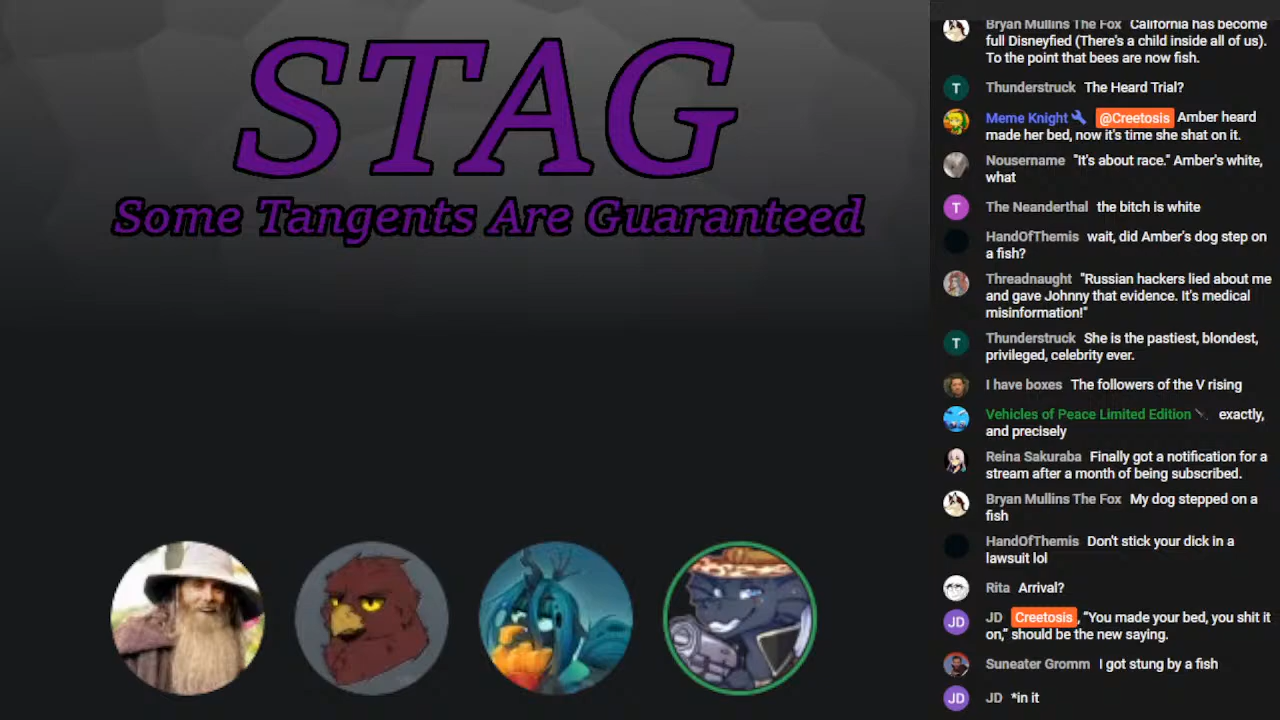 STAG
Some Tangents Are Guaranteed
Bryan Mullins The Fox California has become
full Disneyfied (There's a child inside all of us).
To the point that bees are now fish.
T Thunderstruck The Heard Trial?
Meme Knight @Creetosis Amber heard
made her bed, now it's time she shat on it.
Nousername "It's about race." Amber's white,
what
T The Neanderthal the bitch is white
HandOfThemis wait, did Amber's dog step on
a fish?
Threadnaught "Russian hackers lied about me
and gave Johnny that evidence. It's medical
misinformation!"
T Thunderstruck She is the pastiest, blondest,
privileged, celebrity ever.
I have boxes The followers of the V rising
Vehicles of Peace Limited Edition exactly,
and precisely
Reina Sakuraba Finally got a notification for a
stream after a month of being subscribed.
Bryan Mullins The Fox My dog stepped on a
fish
HandOfThemis Don't stick your dick in a
lawsuit lol
Rita Arrival?
JD JD Creetosis, “You made your bed, you shit it
on,” should be the new saying.
Suneater Gromm I got stung by a fish
JD JD *in it